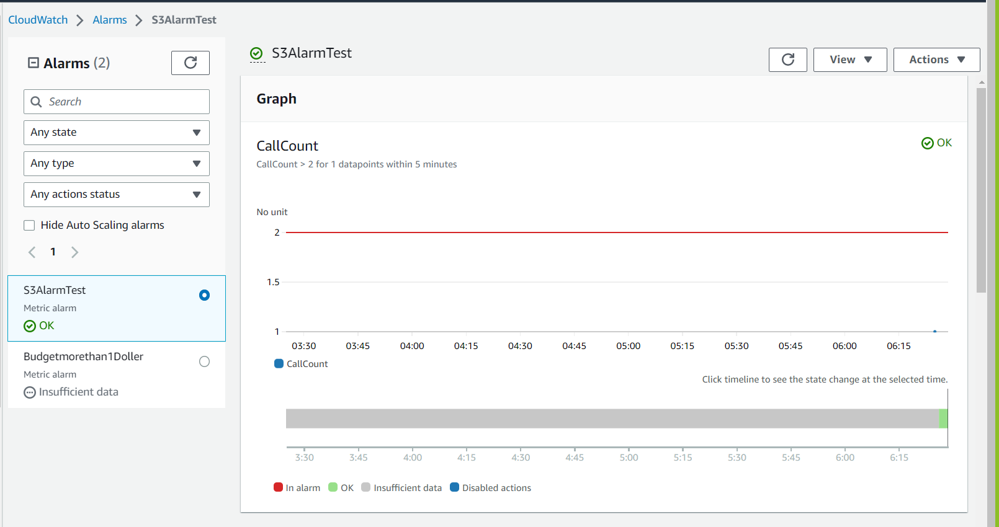 CloudWatch > Alarms > S3AlarmTest
Alarms (2)
Search
Any state
Any type
Any actions status
Hide Auto Scaling alarms
1
S3AlarmTest
Metric alarm
OK
Budgetmorethan1Doller
Metric alarm
Insufficient data
S3AlarmTest
View
Actions
Graph
CallCount
OK
CallCount > 2 for 1 datapoints within 5 minutes
No unit
2
1.5
1
03:30 03:45 04:00 04:15 04:30 04:45 05:00 05:15 05:30 05:45 06:00 06:15
CallCount
Click timeline to see the state change at the selected time.
3:30 3:45 4:00 4:15 4:30 4:45 5:00 5:15 5:30 5:45 6:00 6:15
In alarm OK Insufficient data Disabled actions